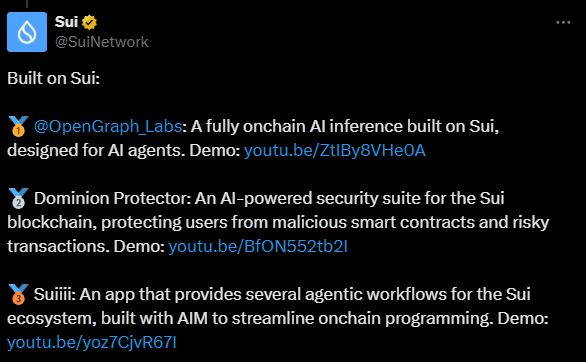 Sui
@SuiNetwork
Built on Sui:
🥇 @OpenGraph_Labs: A fully onchain AI inference built on Sui,
designed for AI agents. Demo: youtu.be/ZtIBy8VHe0A
🥈 Dominion Protector: An AI-powered security suite for the Sui
blockchain, protecting users from malicious smart contracts and risky
transactions. Demo: youtu.be/BfON552tb2I
🥉 Suiiii: An app that provides several agentic workflows for the Sui
ecosystem, built with AIM to streamline onchain programming. Demo:
youtu.be/yoz7CjvR67I